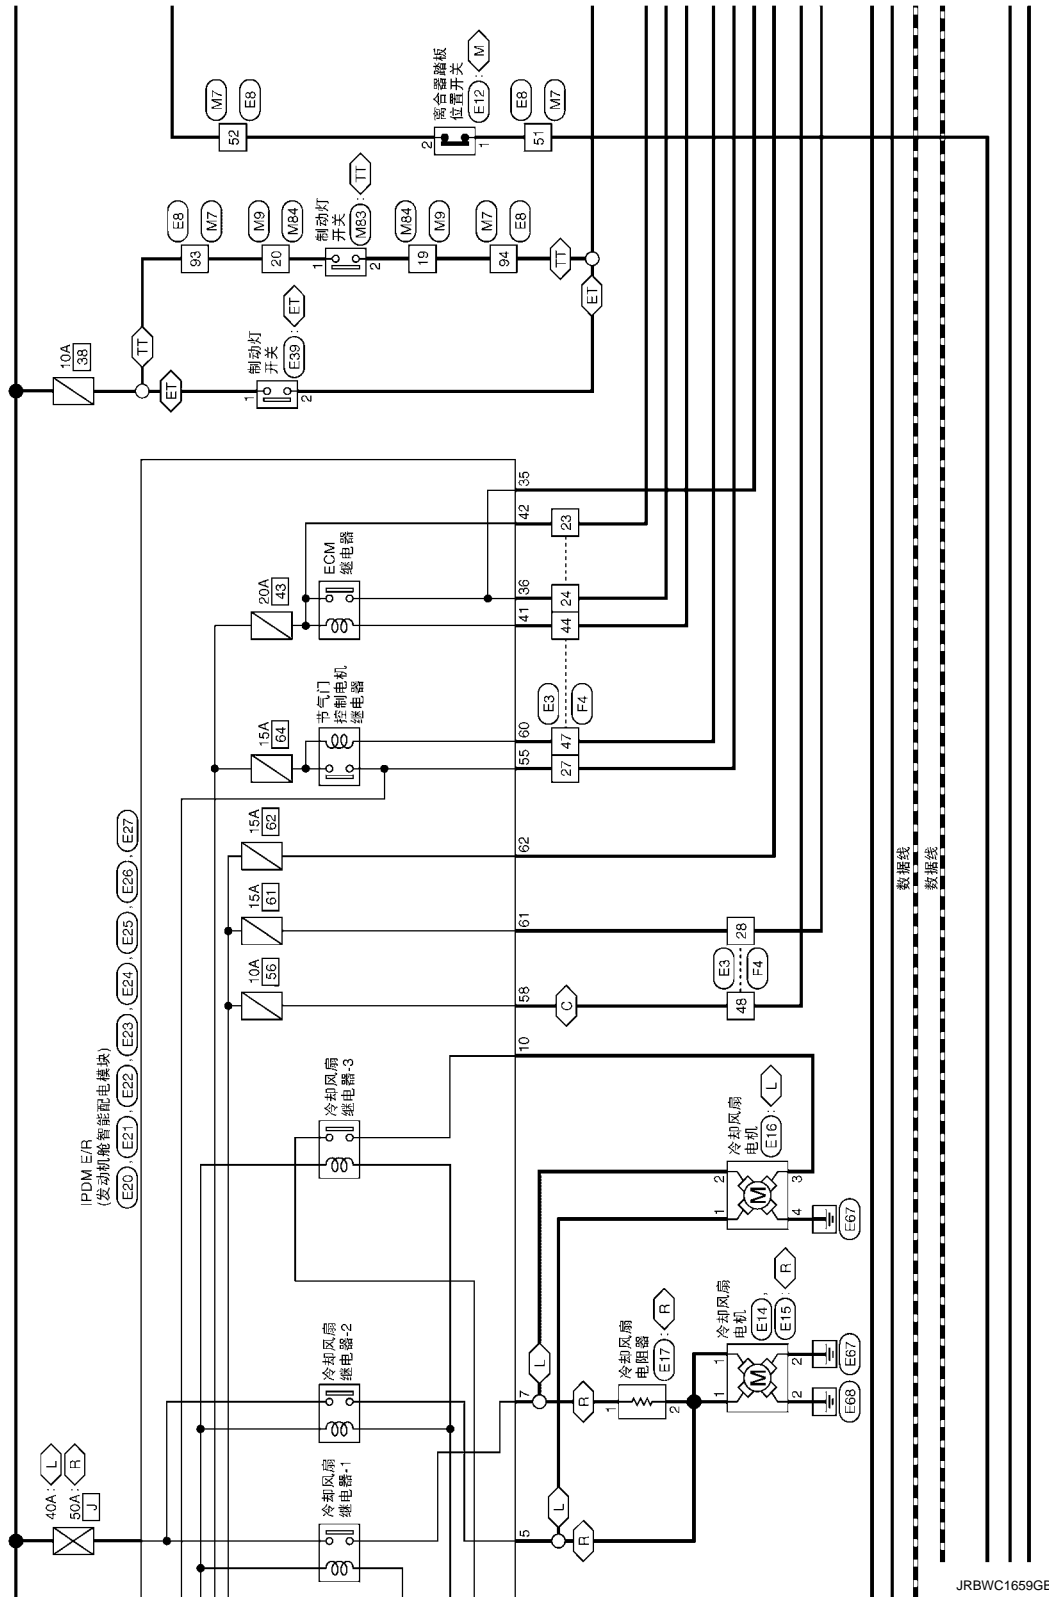 离合器踏板
位置开关
E12 : M
M7
E8
52
2
1
51
E8
M7
E8
M7
93
M9
M84
20
制动灯
开关
M83 : TT
1
2
M84
M9
19
M7
E8
94
TT
ET
10A
38
TT
ET
制动灯
开关
E39 : ET
1
2
IPDM E/R
(发动机舱智能配电模块)
E20 , E21 , E22 , E23 , E24 , E25 , E26 , E27
20A
43
ECM
继电器
35
42
23
36
24
41
44
15A
64
节气门
控制电机
继电器
E3
F4
60
47
55
27
15A
62
62
15A
61
61
28
E3
F4
10A
56
58
C
48
数据线
数据线
冷却风扇
继电器-3
10
冷却风扇
电机
E16 : L
1
2
M
4
3
E67
冷却风扇
继电器-2
7
L
R
冷却风扇
电阻器
E17 : R
1
2
冷却风扇
电机
E14 ,
E15 : R
1
1
M
2
2
E67
E68
40A : L
50A : R
J
冷却风扇
继电器-1
5
L
R
JRBWC1659GB